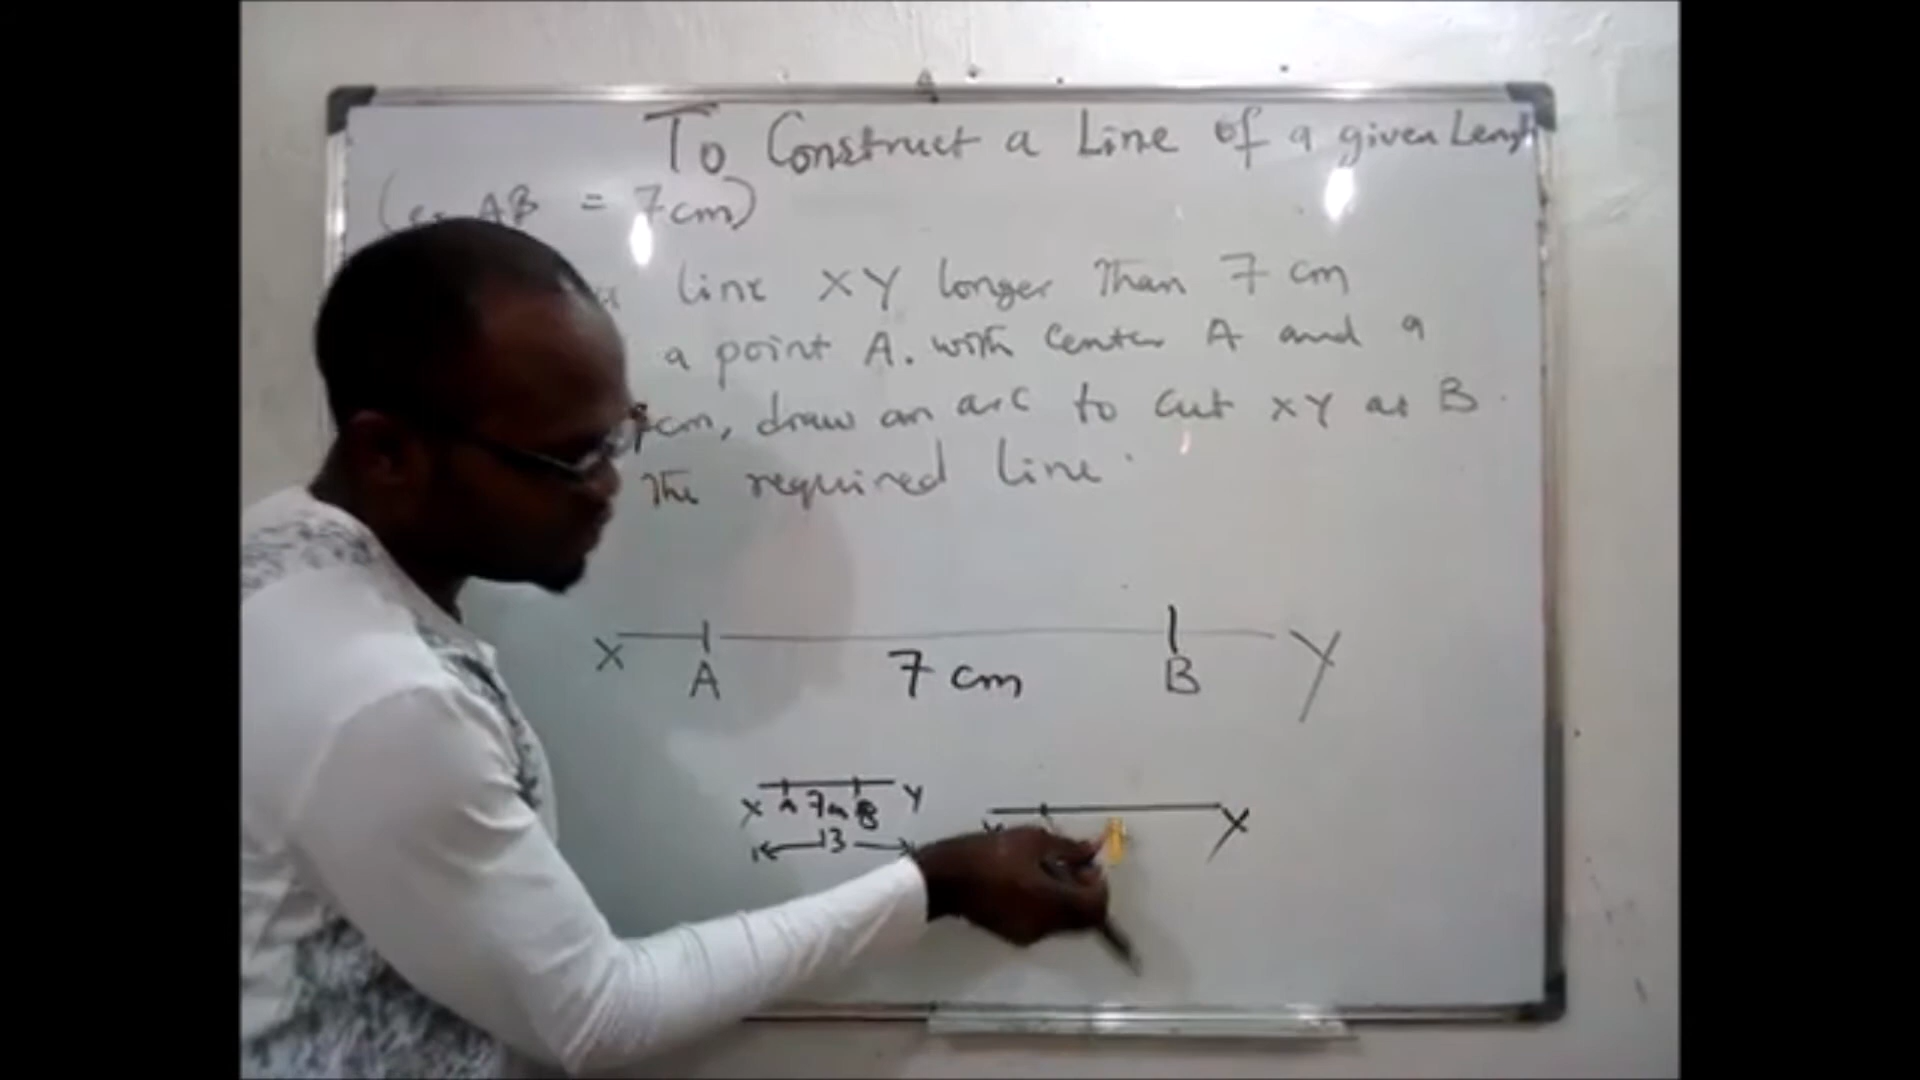 To Construct a Line of a given Length
AB = 7cm)
line XY longer than 7 cm
a point A. with center A and a
7cm, draw an arc to cut XY at B.
The required line.
X A 7 cm B Y
X A 7cm B Y
13
Y